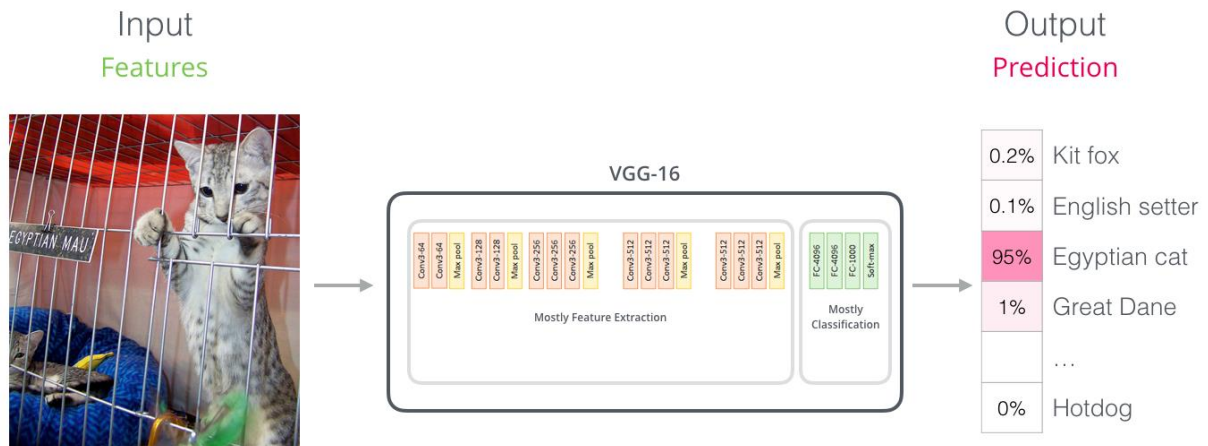 Input
Features
Output
Prediction
EGYPTIAN MAU
VGG-16
Conv3-64
Conv3-64
Max pool
Conv3-128
Conv3-128
Max pool
Conv3-256
Conv3-256
Conv3-256
Max pool
Conv3-512
Conv3-512
Conv3-512
Max pool
Conv3-512
Conv3-512
Conv3-512
Max pool
Mostly Feature Extraction
FC-4096
FC-4096
FC-1000
Soft-max
Mostly
Classification
0.2% Kit fox
0.1% English setter
95% Egyptian cat
1% Great Dane
...
0% Hotdog